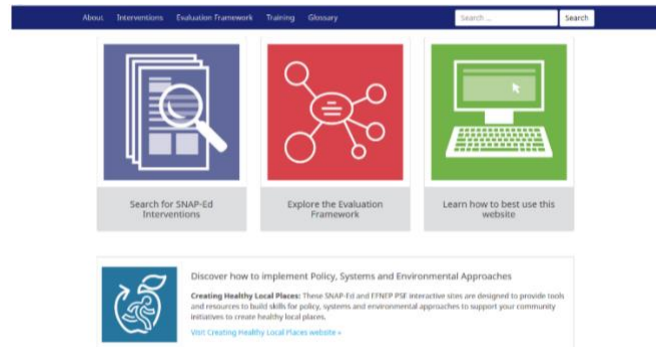 About Interventions Evaluation Framework Training Glossary Search ... Search
Search for SNAP-Ed
Interventions
Explore the Evaluation
Framework
Learn how to best use this
website
Discover how to implement Policy, Systems and Environmental Approaches
Creating Healthy Local Places: These SNAP-Ed and EFNEP PSE interactive sites are designed to provide tools
and resources to build skills for policy, systems and environmental approaches to support your community
initiatives to create healthy local places.
Visit Creating Healthy Local Places website »